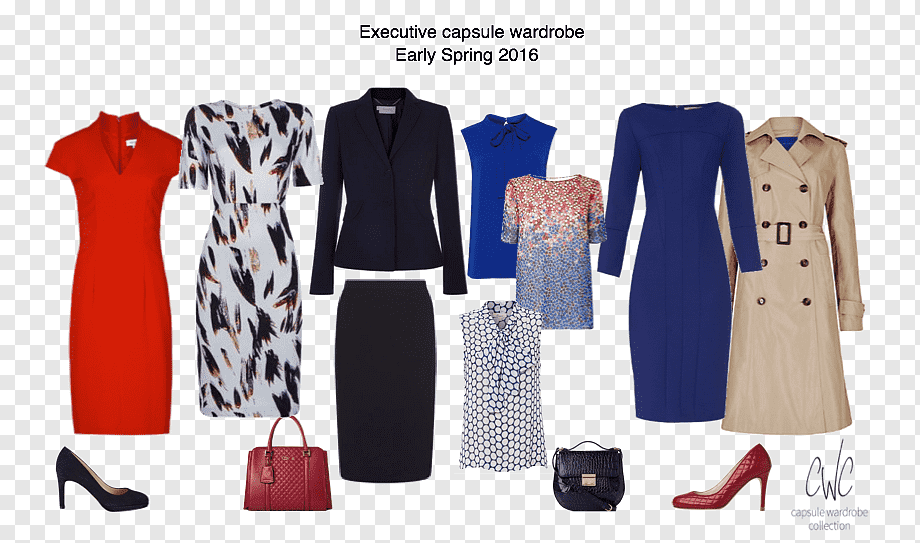 Executive capsule wardrobe
Early Spring 2016
CWC
capsule wardrobe
collection